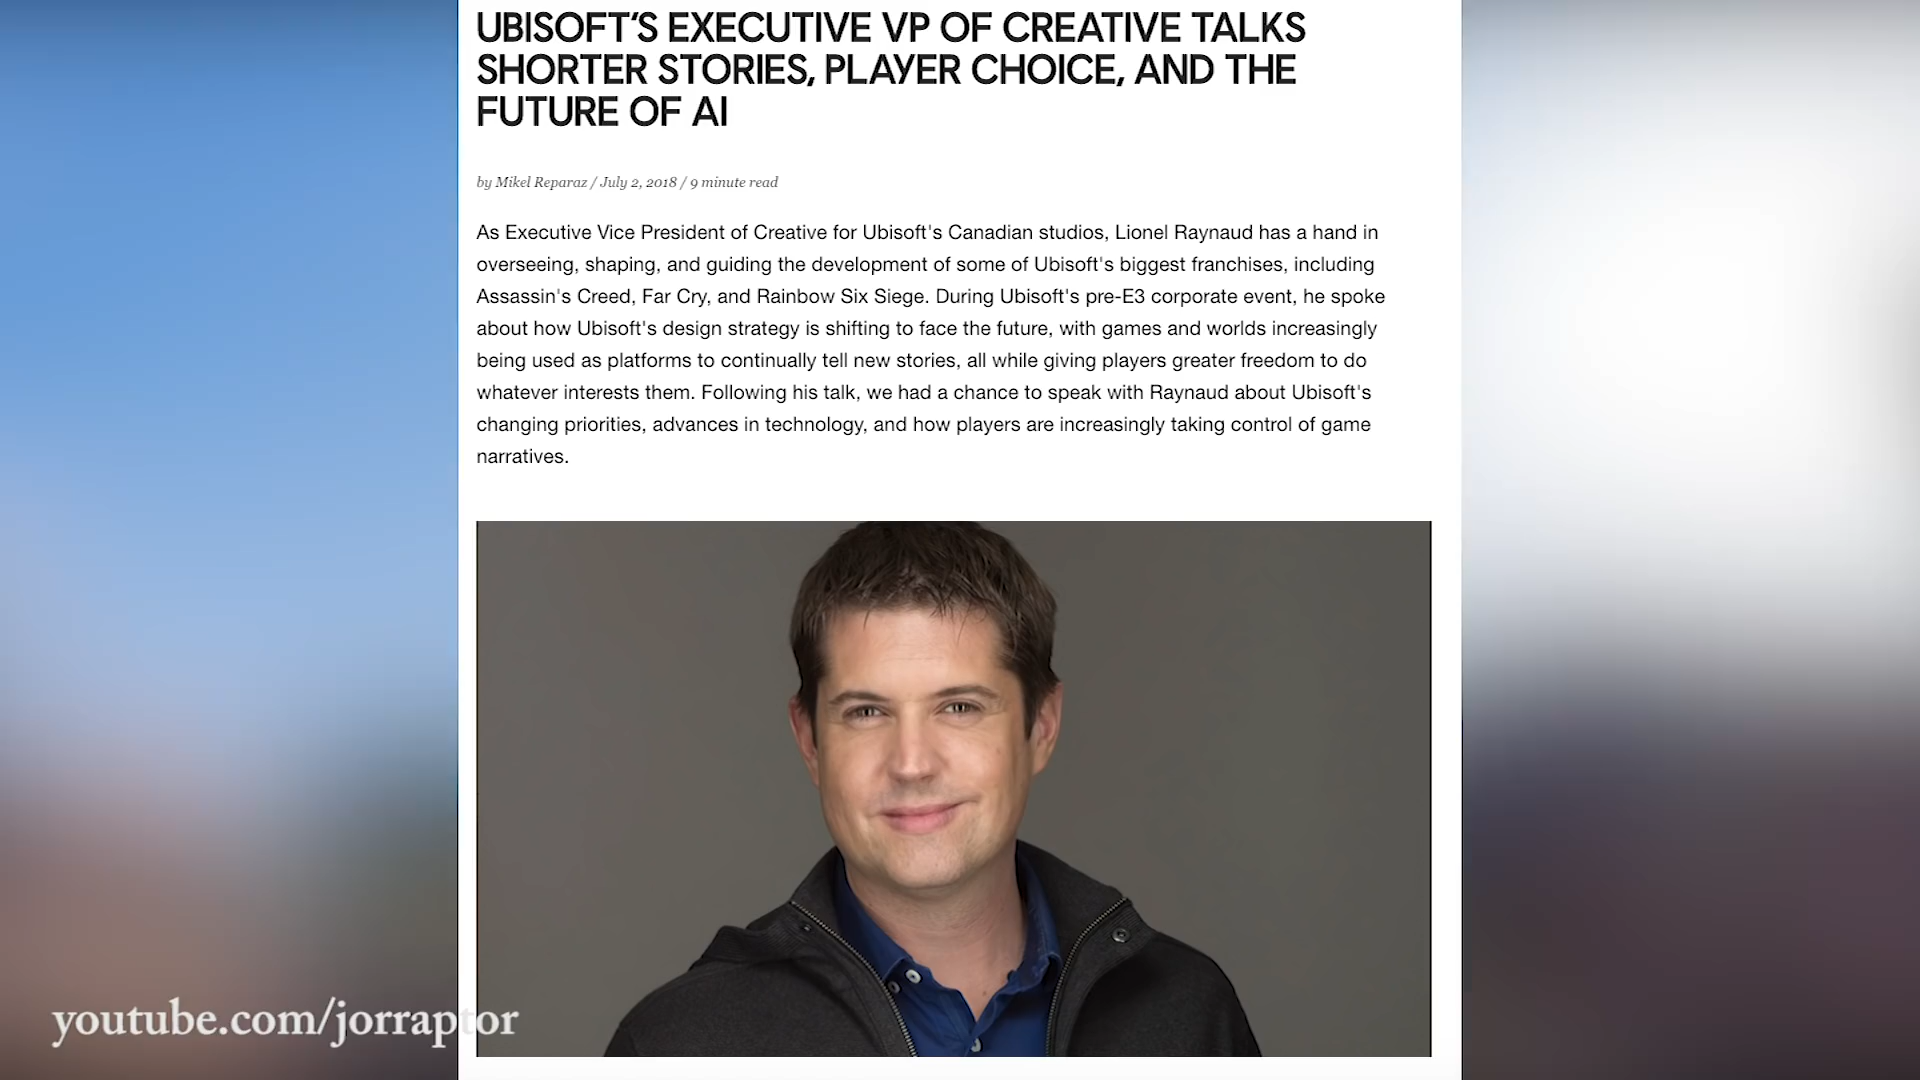 UBISOFT‘S EXECUTIVE VP OF CREATIVE TALKS
SHORTER STORIES, PLAYER CHOICE, AND THE
FUTURE OF AI
by Mikel Reparaz / July 2, 2018 / 9 minute read
As Executive Vice President of Creative for Ubisoft's Canadian studios, Lionel Raynaud has a hand in
overseeing, shaping, and guiding the development of some of Ubisoft's biggest franchises, including
Assassin's Creed, Far Cry, and Rainbow Six Siege. During Ubisoft's pre-E3 corporate event, he spoke
about how Ubisoft's design strategy is shifting to face the future, with games and worlds increasingly
being used as platforms to continually tell new stories, all while giving players greater freedom to do
whatever interests them. Following his talk, we had a chance to speak with Raynaud about Ubisoft's
changing priorities, advances in technology, and how players are increasingly taking control of game
narratives.
youtube.com/jorraptor